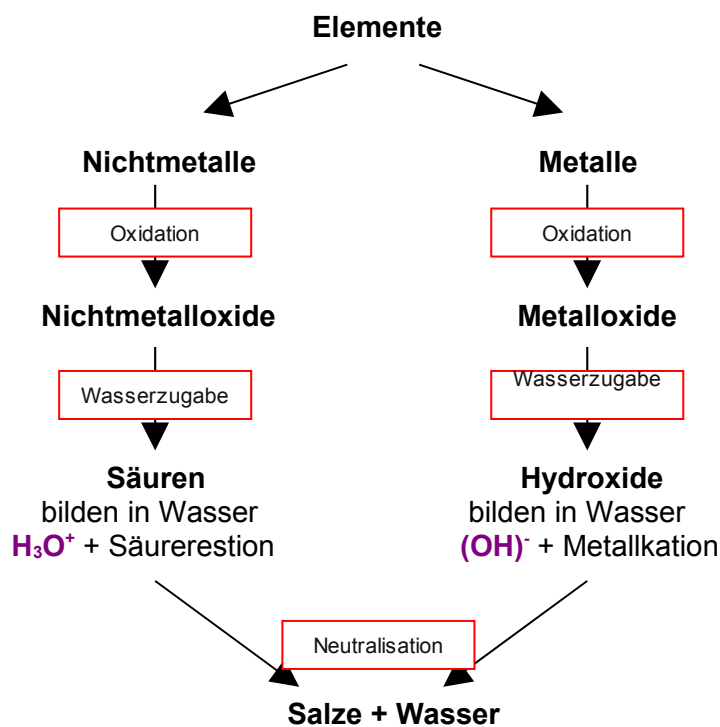 Elemente
Nichtmetalle
Metalle
Oxidation
Oxidation
Nichtmetalloxide
Metalloxide
Wasserzugabe
Wasserzugabe
Säuren
bilden in Wasser
H₃O⁺ + Säurerestion
Hydroxide
bilden in Wasser
(OH)⁻ + Metallkation
Neutralisation
Salze + Wasser